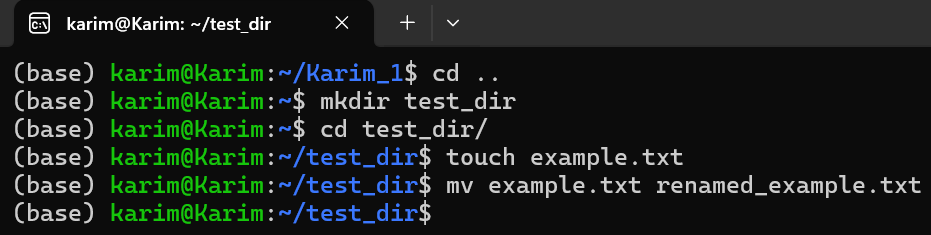 karim@Karim: ~/test_dir
(base) karim@Karim:~/Karim_1$ cd ..
(base) karim@Karim:~$ mkdir test_dir
(base) karim@Karim:~$ cd test_dir/
(base) karim@Karim:~/test_dir$ touch example.txt
(base) karim@Karim:~/test_dir$ mv example.txt renamed_example.txt
(base) karim@Karim:~/test_dir$